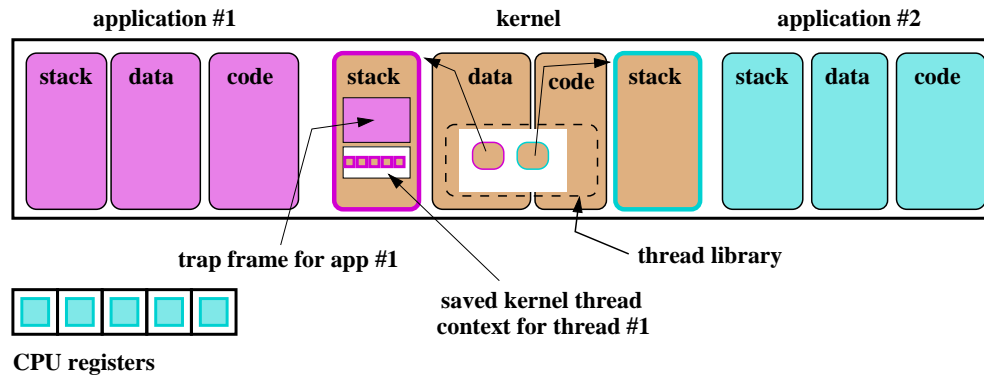 application #1
kernel
application #2
stack
data
code
stack
data
code
stack
stack
data
code
trap frame for app #1
thread library
saved kernel thread
context for thread #1
CPU registers